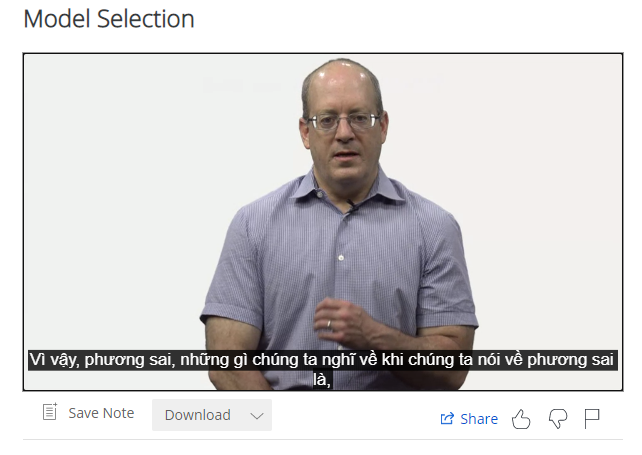 Model Selection
Vì vậy, phương sai, những gì chúng ta nghĩ về khi chúng ta nói về phương sai
là,
Save Note
Download
Share